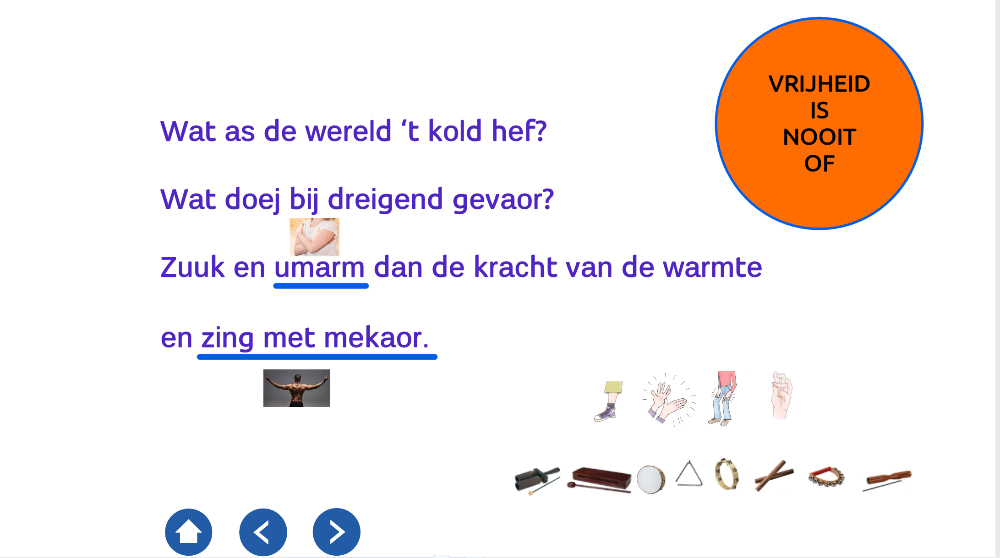 Wat as de wereld ‘t kold hef?
Wat doej bij dreigend gevaor?
Zuuk en umarm dan de kracht van de warmte
en zing met mekaor.
VRIJHEID
IS
NOOIT
OF